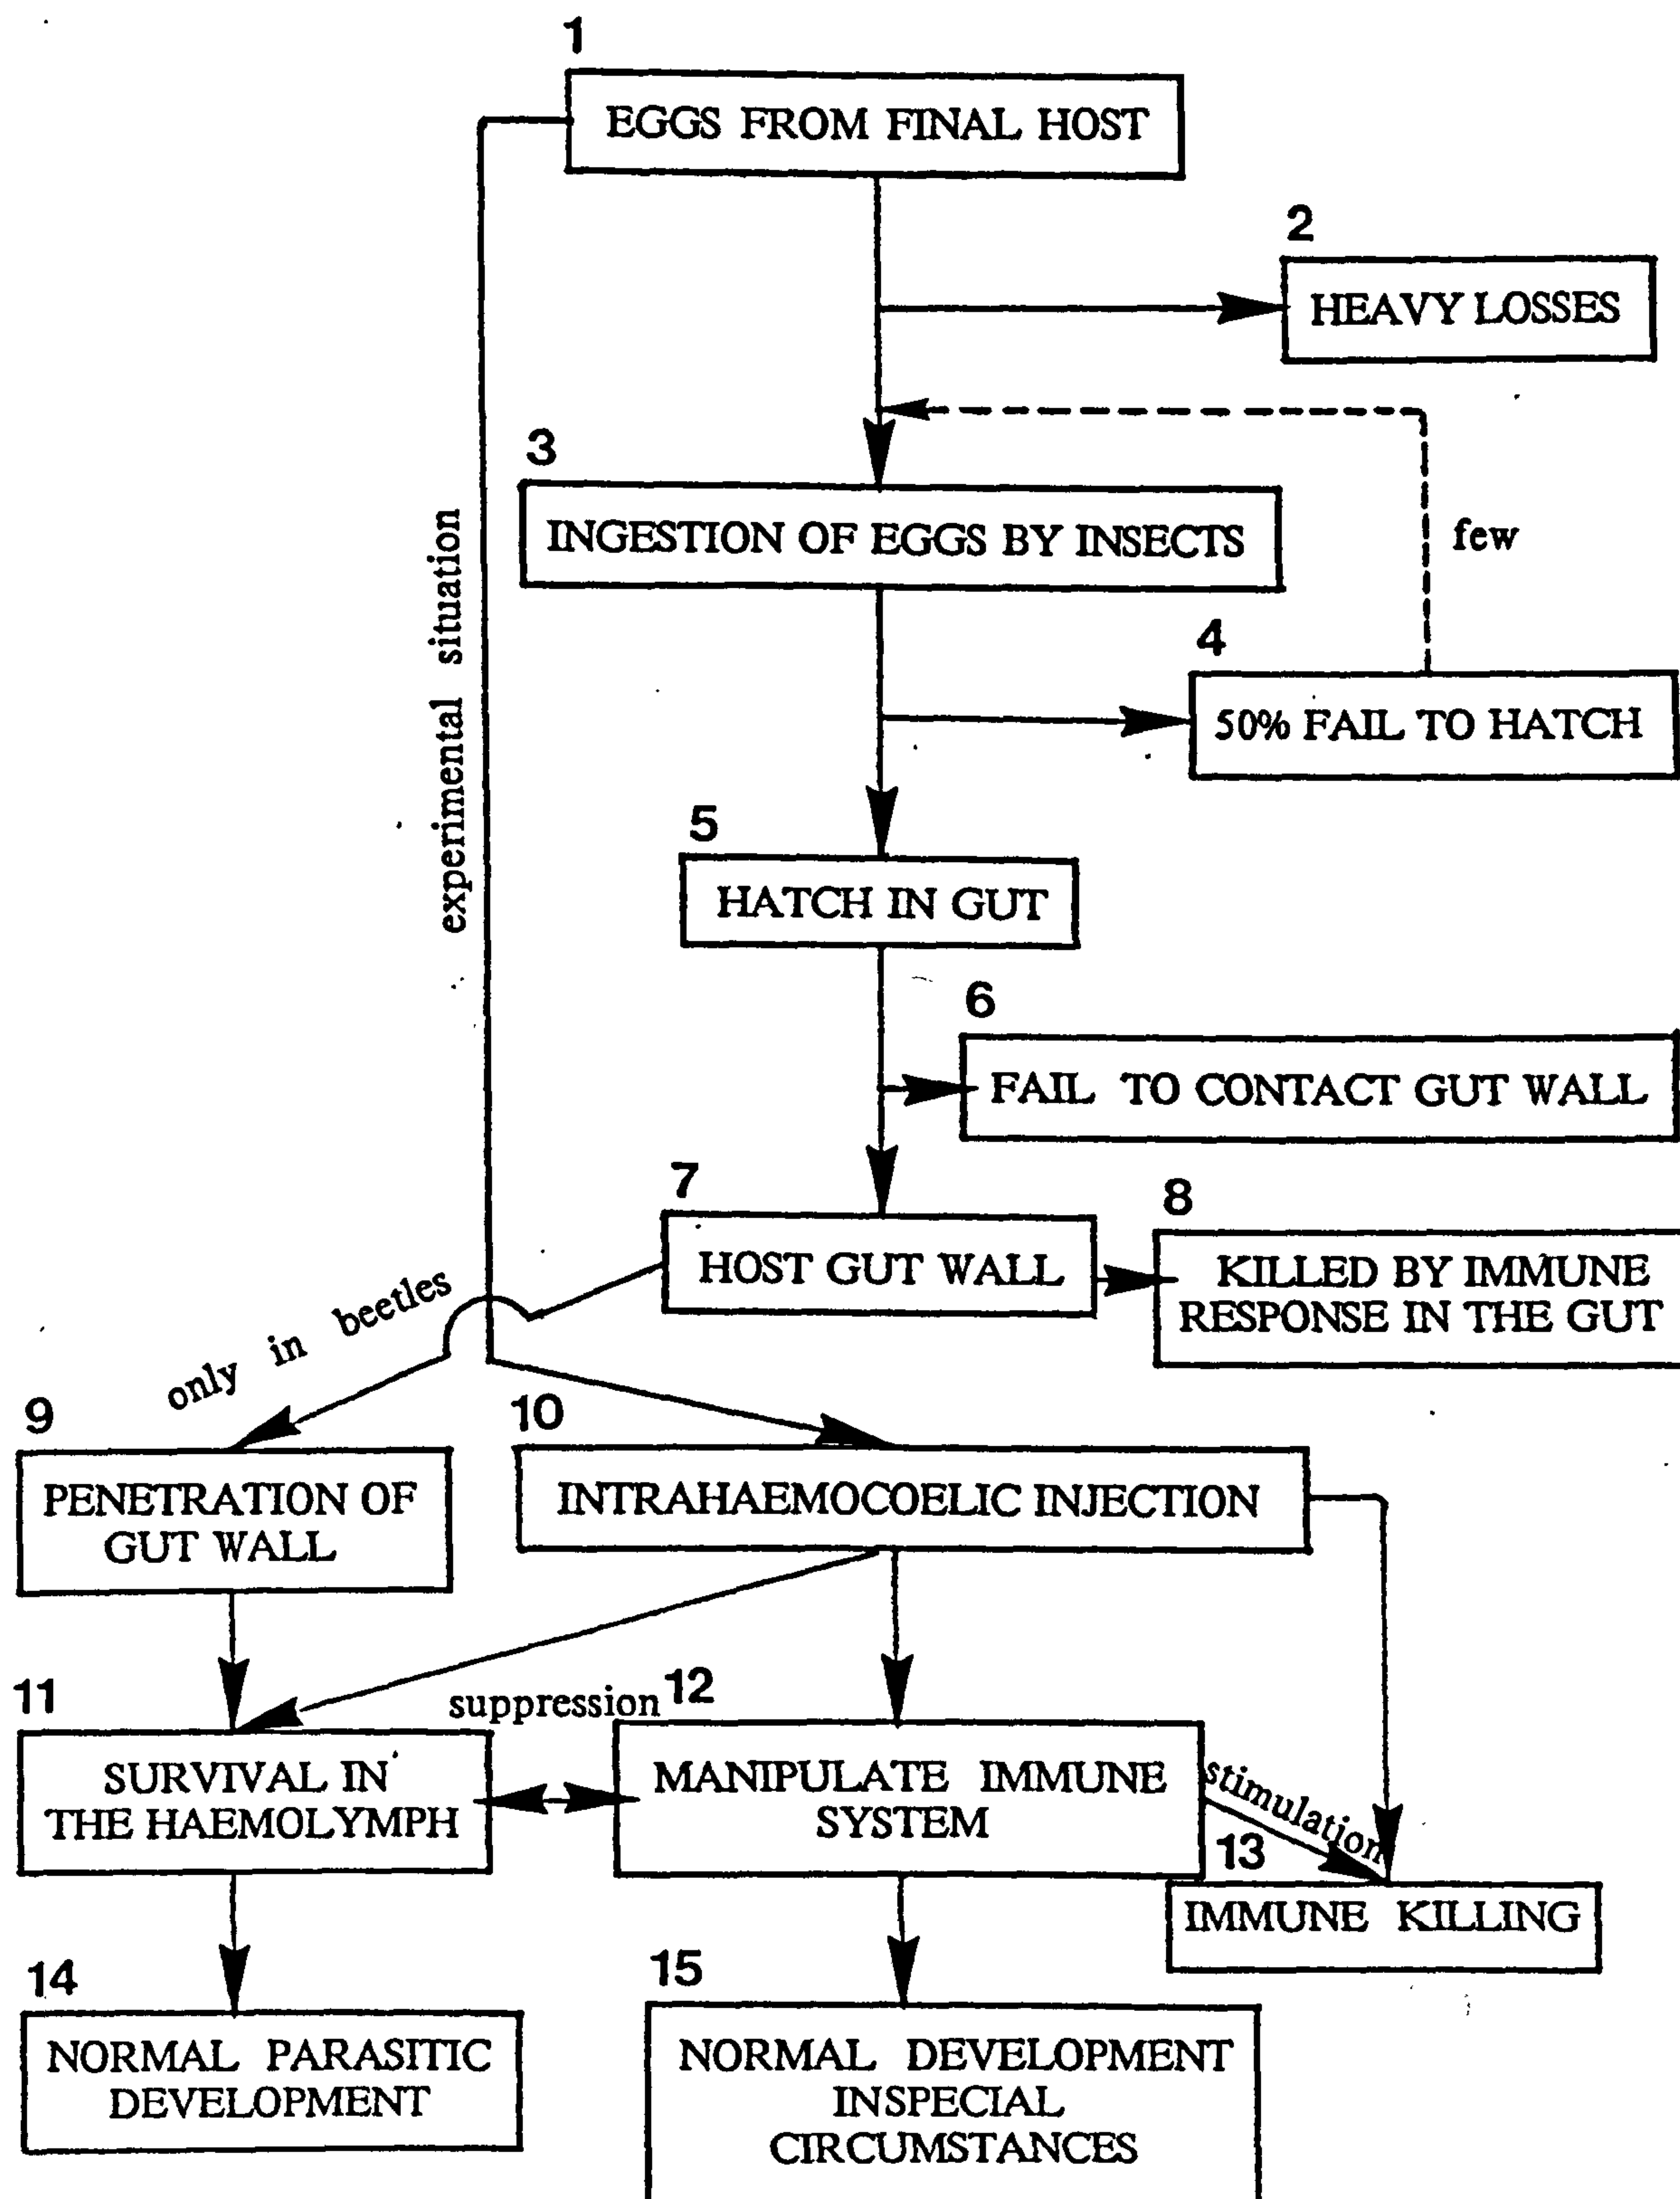 1
EGGS FROM FINAL HOST
2
HEAVY LOSSES
3
INGESTION OF EGGS BY INSECTS
few
experimental situation
4
50% FAIL TO HATCH
5
HATCH IN GUT
6
FAIL TO CONTACT GUT WALL
7
HOST GUT WALL
8
KILLED BY IMMUNE
RESPONSE IN THE GUT
only in beetles
9
PENETRATION OF
GUT WALL
10
INTRAHAEMOCOELIC INJECTION
11
SURVIVAL IN
THE HAEMOLYMPH
suppression
12
MANIPULATE IMMUNE
SYSTEM
stimulation
13
IMMUNE KILLING
14
NORMAL PARASITIC
DEVELOPMENT
15
NORMAL DEVELOPMENT
INSPECIAL
CIRCUMSTANCES